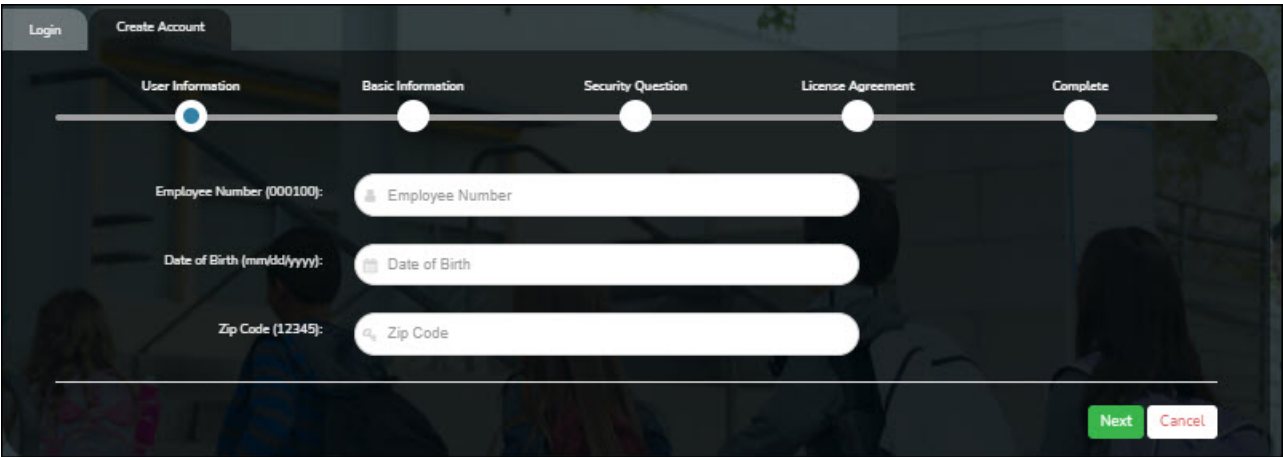 Login
Create Account
User Information
Basic Information
Security Question
License Agreement
Complete
Employee Number (000100):
Employee Number
Date of Birth (mm/dd/yyyy):
Date of Birth
Zip Code (12345):
Zip Code
Next
Cancel